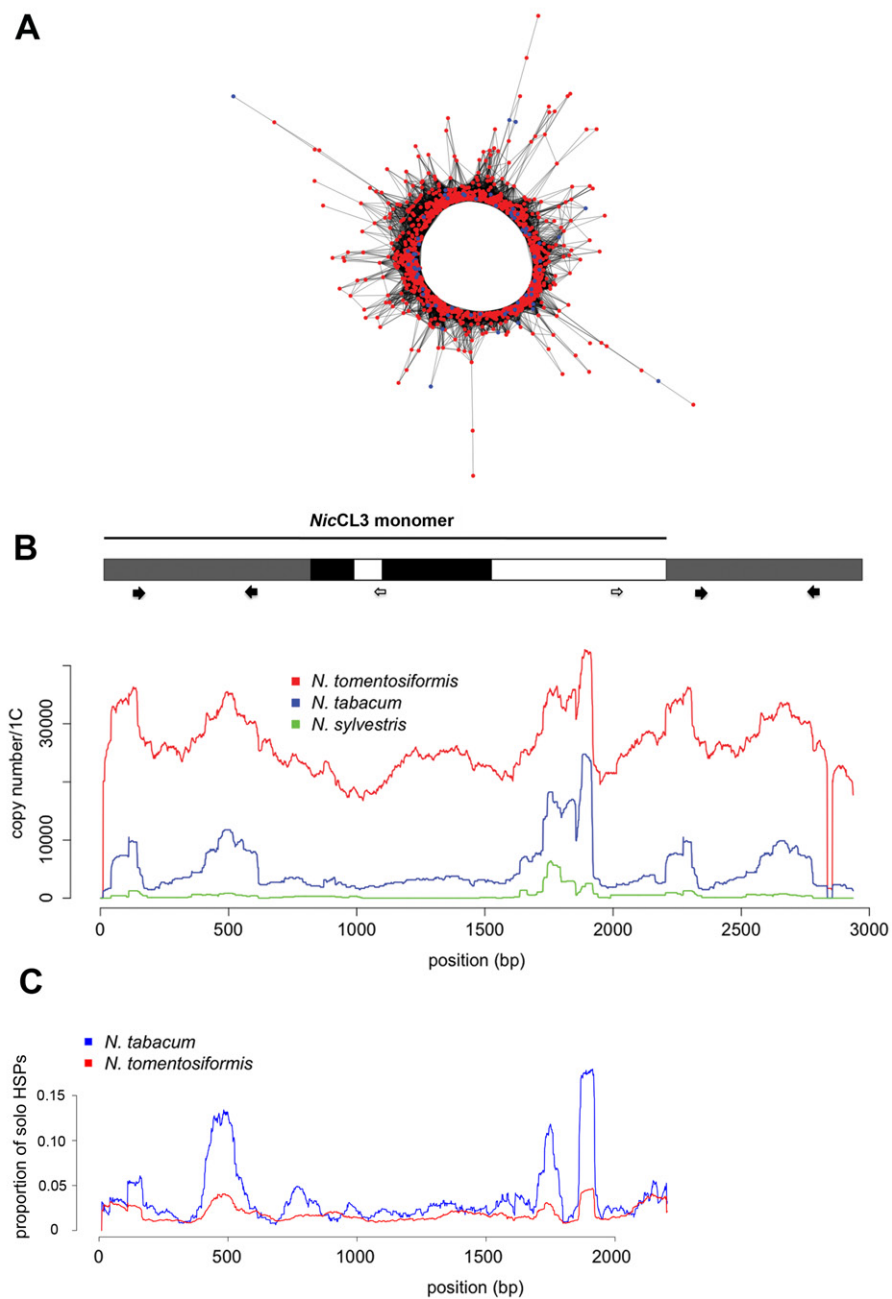 A
NicCL3 monomer
B
N. tomentosiformis
N. tabacum
N. sylvestris
copy number/1C
30000
10000
0
0 500 1000 1500 2000 2500 3000
position (bp)
C
N. tabacum
N. tomentosiformis
proportion of solo HSPs
0.15
0.10
0.05
0
0 500 1000 1500 2000
position (bp)